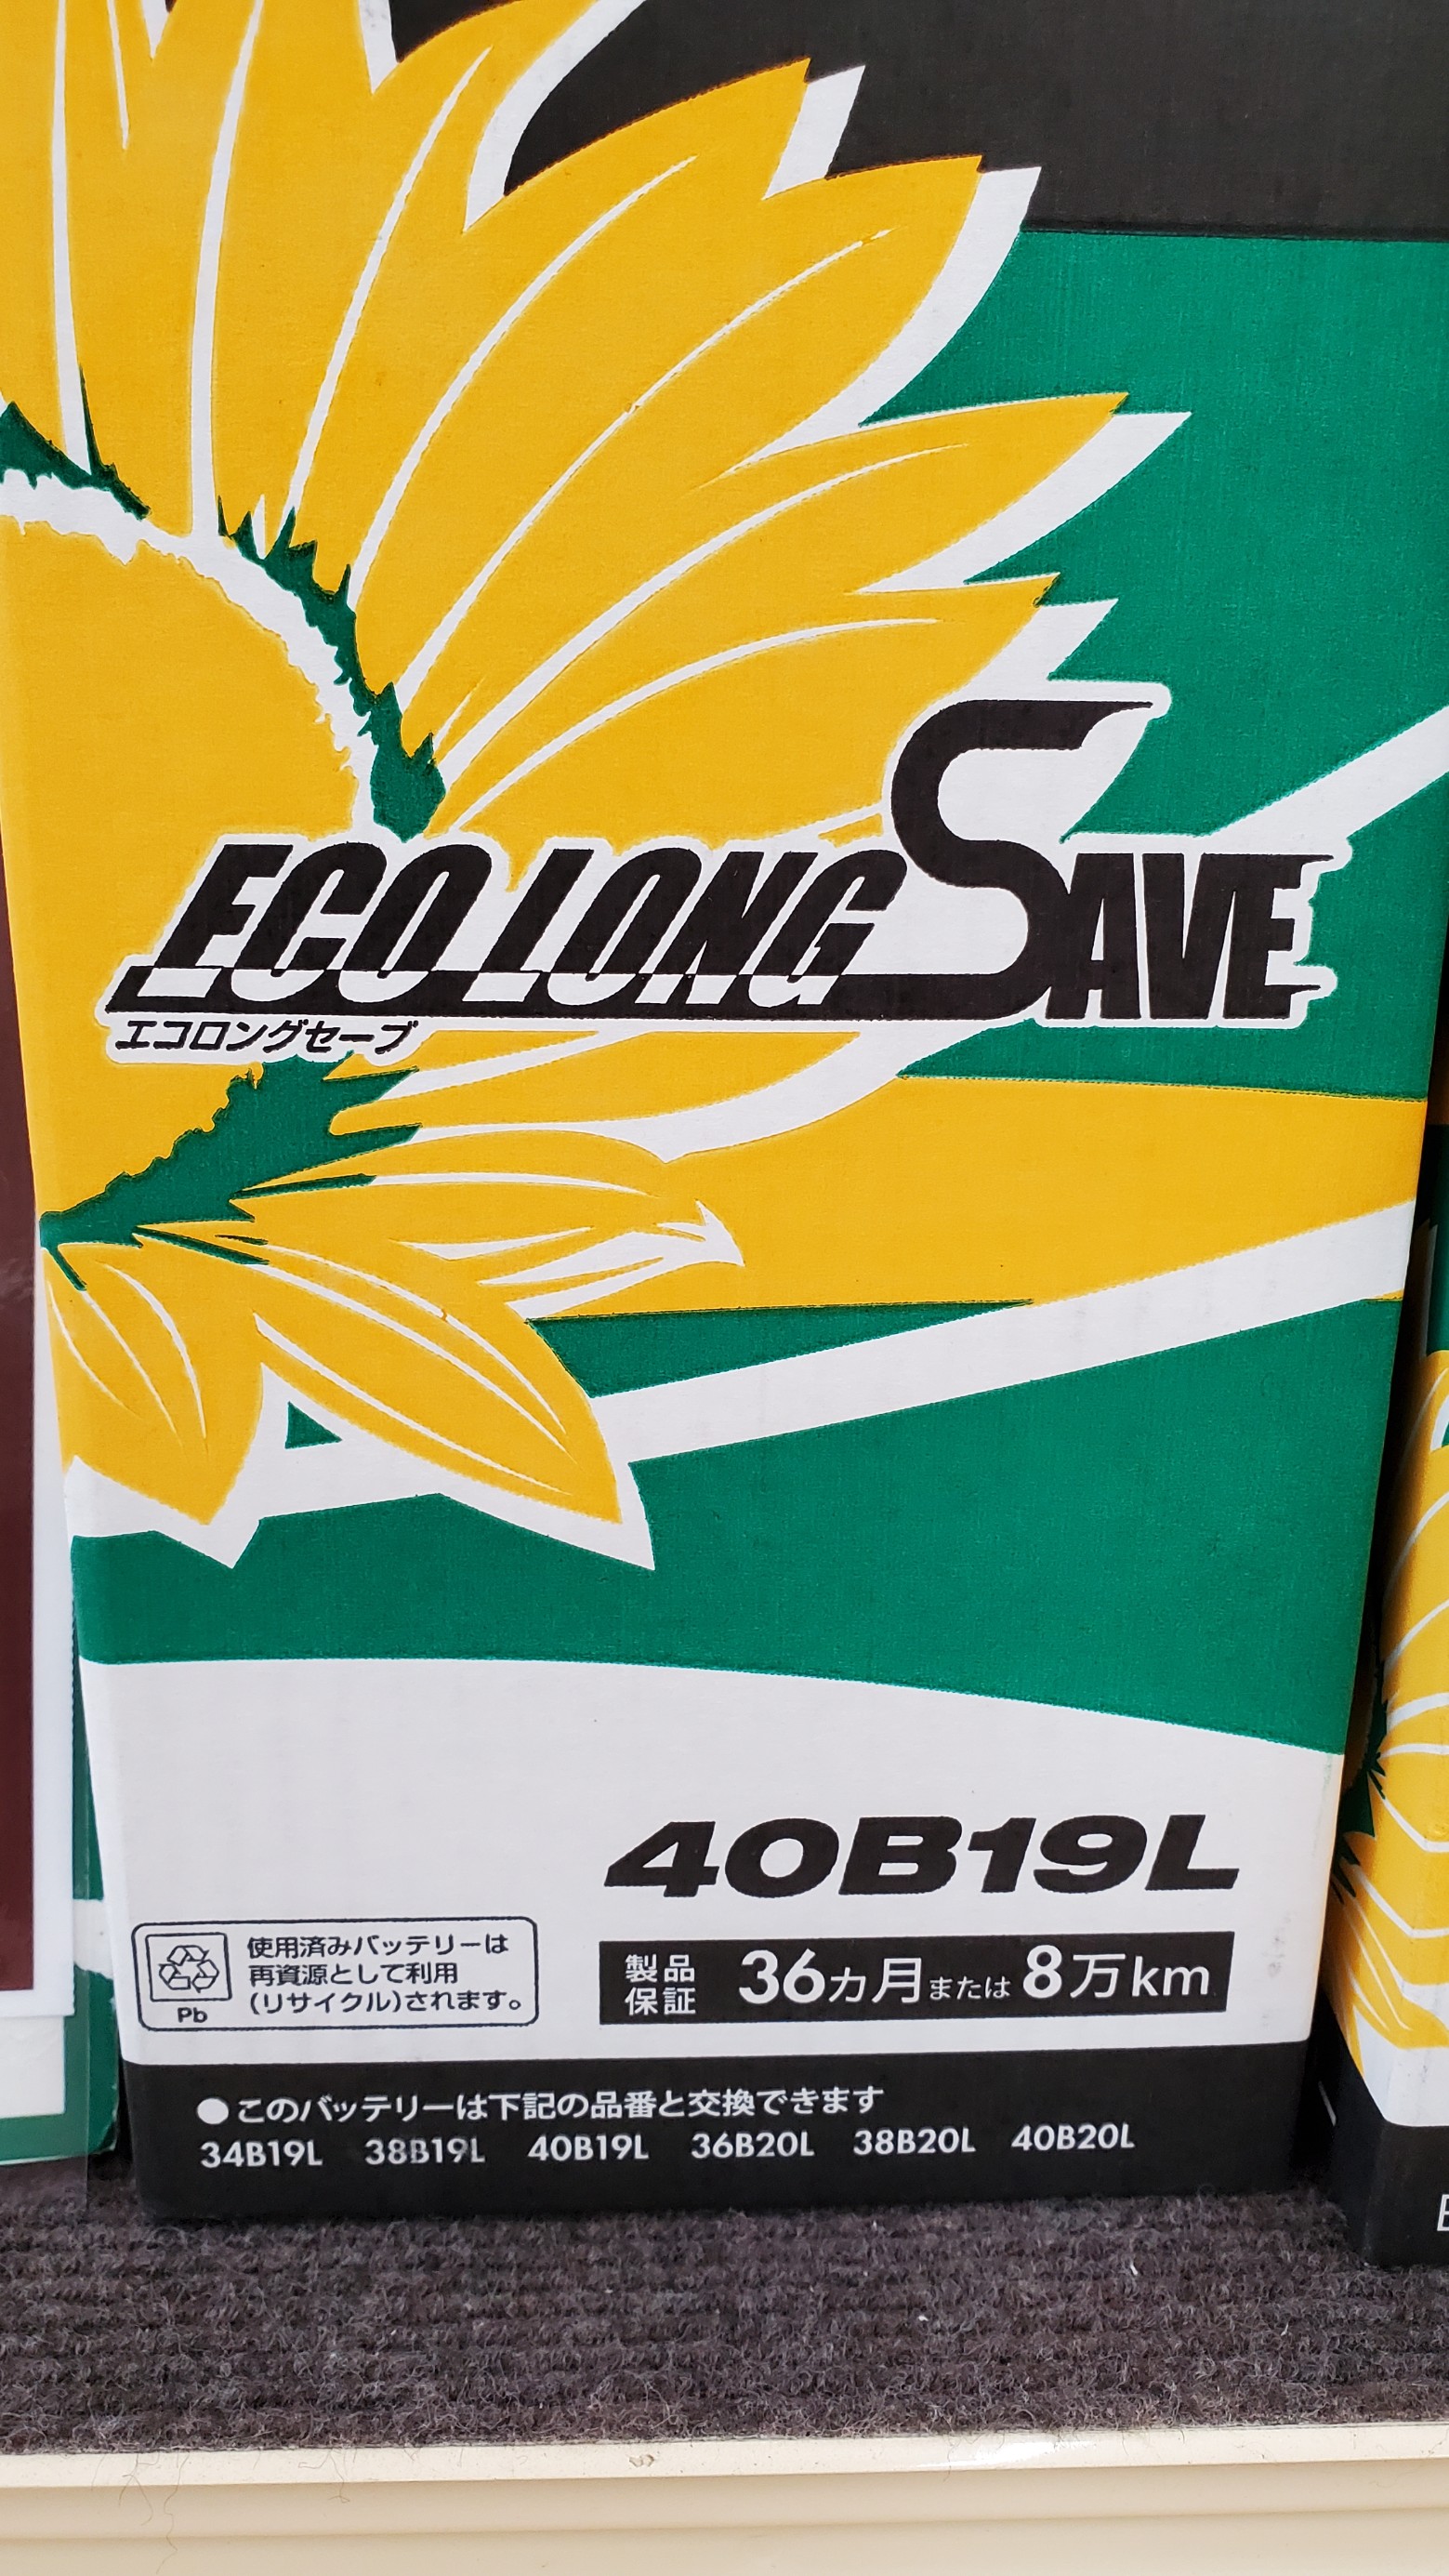 ECO LONG SAVE
エコロングセーブ
40B19L
使用済みバッテリーは
再資源として利用
(リサイクル)されます。
Pb
製品保証 36カ月または8万km
●このバッテリーは下記の品番と交換できます
34B19L 38B19L 40B19L 36B20L 38B20L 40B20L